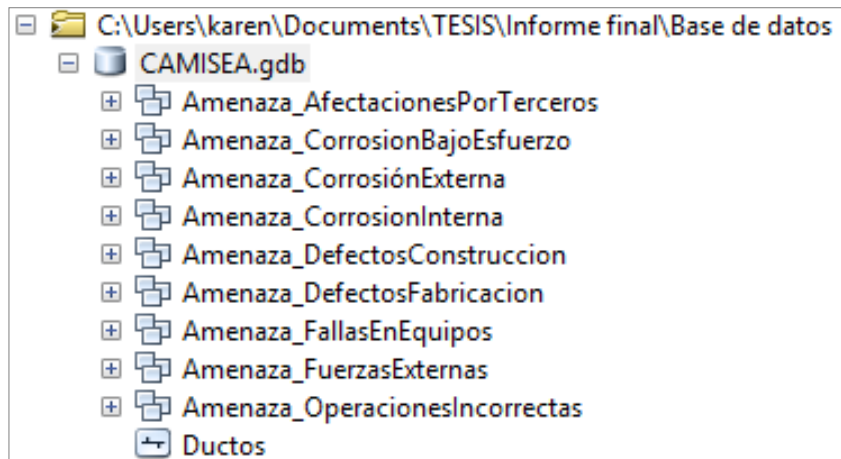 C:\Users\karen\Documents\TESIS\Informe final\Base de datos
CAMISEA.gdb
Amenaza_AfectacionesPorTerceros
Amenaza_CorrosionBajoEsfuerzo
Amenaza_CorrosiónExterna
Amenaza_CorrosionInterna
Amenaza_DefectosConstruccion
Amenaza_DefectosFabricacion
Amenaza_FallasEnEquipos
Amenaza_FuerzasExternas
Amenaza_OperacionesIncorrectas
Ductos